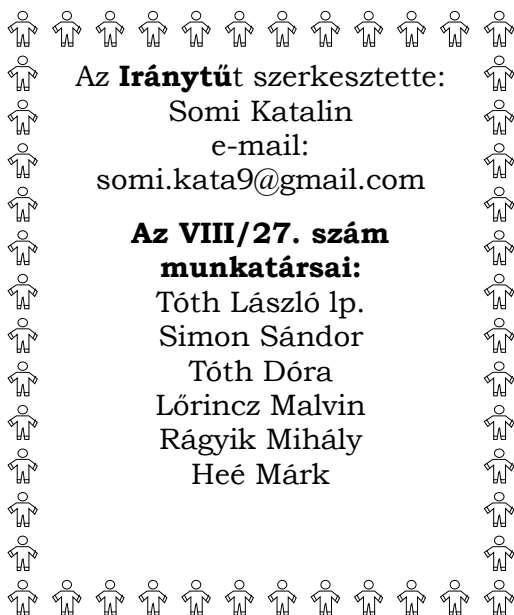 Az Iránytűt szerkesztette:
Somi Katalin
e-mail:
somi.kata9@gmail.com
Az VIII/27. szám
munkatársai:
Tóth László lp.
Simon Sándor
Tóth Dóra
Lőrincz Malvin
Rágyik Mihály
Heé Márk